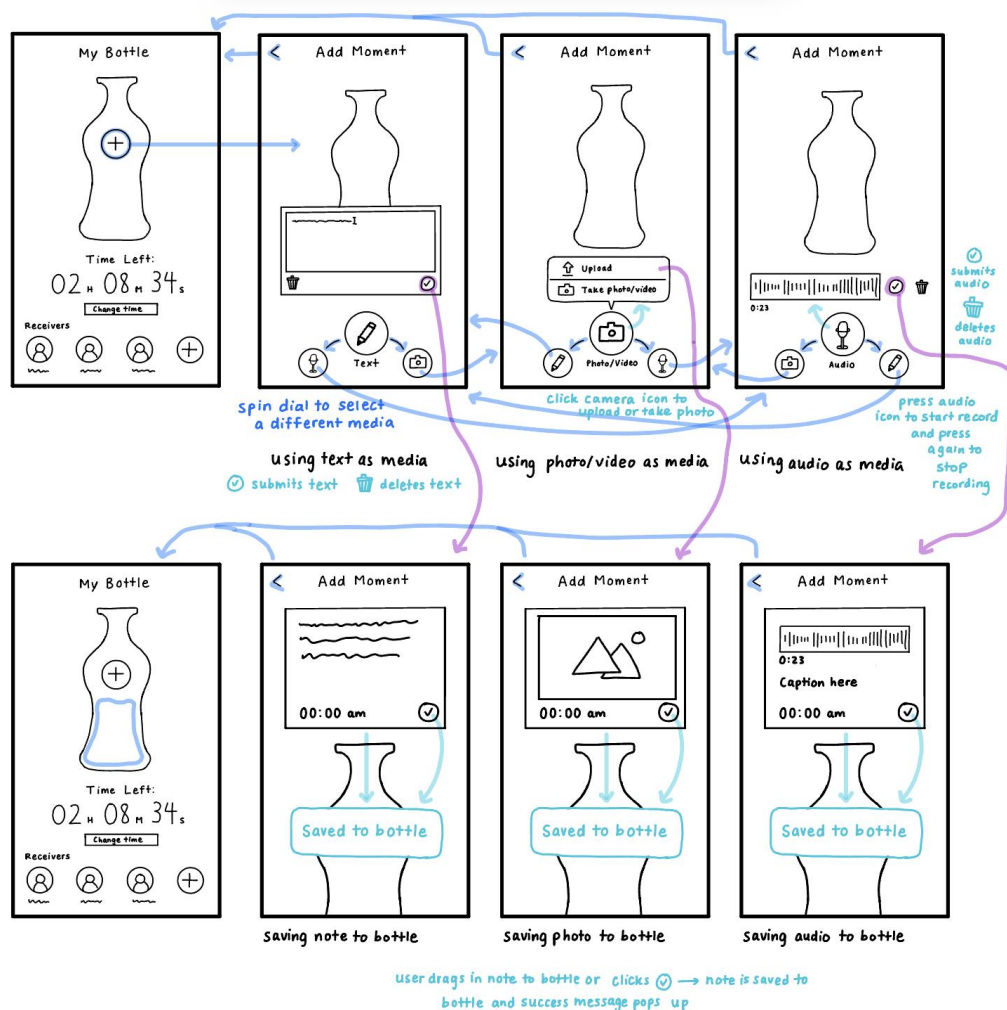 My Bottle
Time Left:
02 H 08 M 34 s
Change time
Receivers
Add Moment
Text
spin dial to select
a different media
using text as media
submits text
deletes text
Add Moment
Upload
Take photo/video
Photo/Video
click camera icon to
upload or take photo
using photo/video as media
Add Moment
0:23
Audio
submits
audio
deletes
audio
press audio
icon to start record
and press
again to
stop
recording
using audio as media
My Bottle
Time Left:
02 H 08 M 34 s
Change time
Receivers
Add Moment
00:00 am
Saved to bottle
saving note to bottle
Add Moment
00:00 am
Saved to bottle
saving photo to bottle
Add Moment
0:23
Caption here
00:00 am
Saved to bottle
saving audio to bottle
user drags in note to bottle or clicks ✓ → note is saved to
bottle and success message pops up